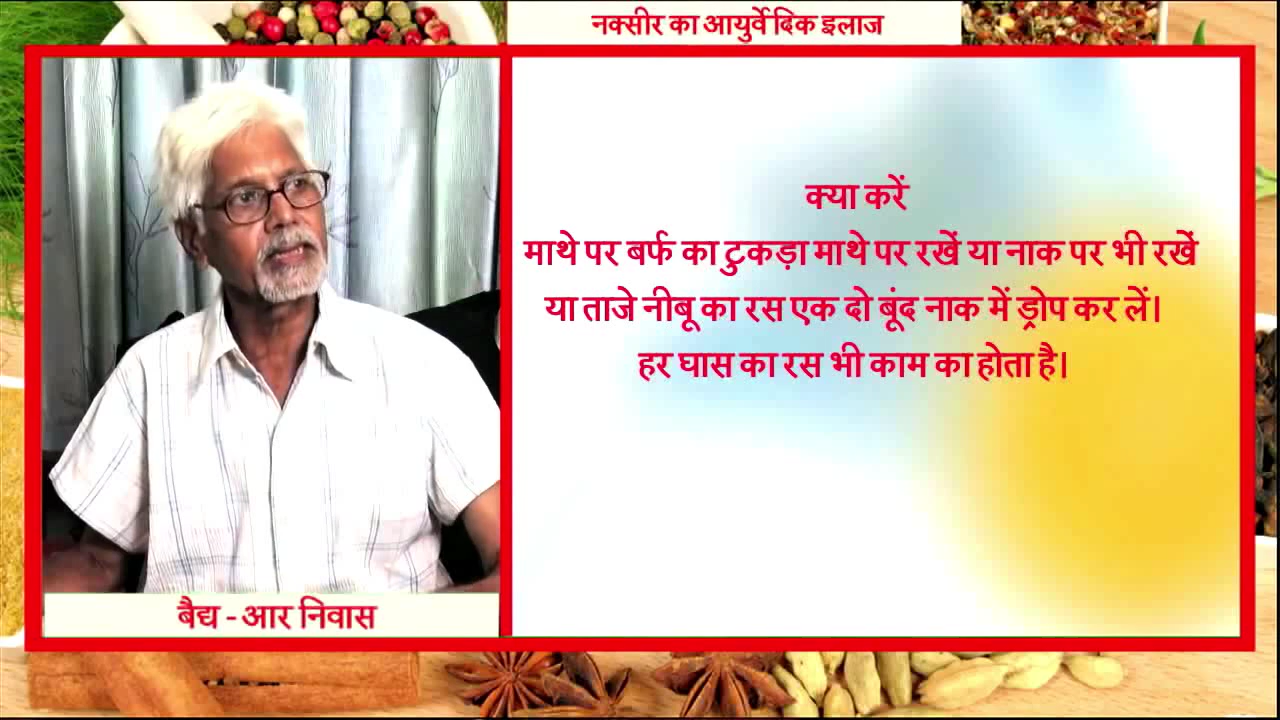 नक्सीर का आयुर्वेदिक इलाज
क्या करें
माथे पर बर्फ का टुकड़ा माथे पर रखें या नाक पर भी रखें
या ताजे नीबू का रस एक दो बूंद नाक में ड्रोप कर लें।
हर घास का रस भी काम का होता है।
बैद्य - आर निवास